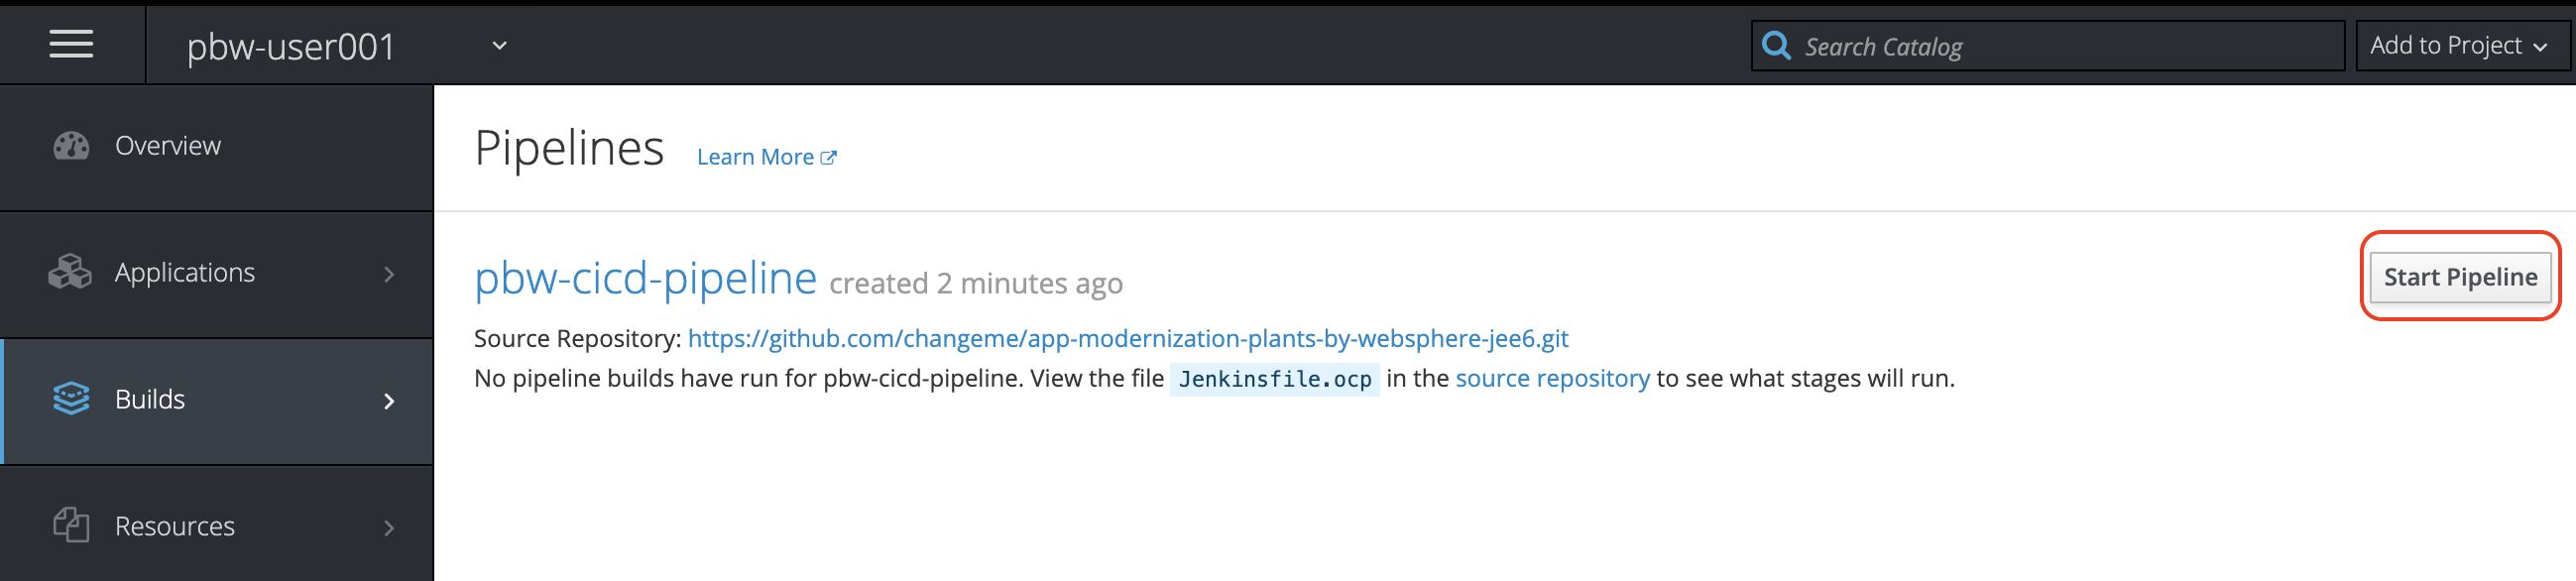 pbw-user001
Search Catalog
Add to Project
Overview
Applications
Builds
Resources
Pipelines Learn More
pbw-cicd-pipeline created 2 minutes ago
Start Pipeline
Source Repository: https://github.com/changeme/app-modernization-plants-by-websphere-jee6.git
No pipeline builds have run for pbw-cicd-pipeline. View the file Jenkinsfile.ocp in the source repository to see what stages will run.